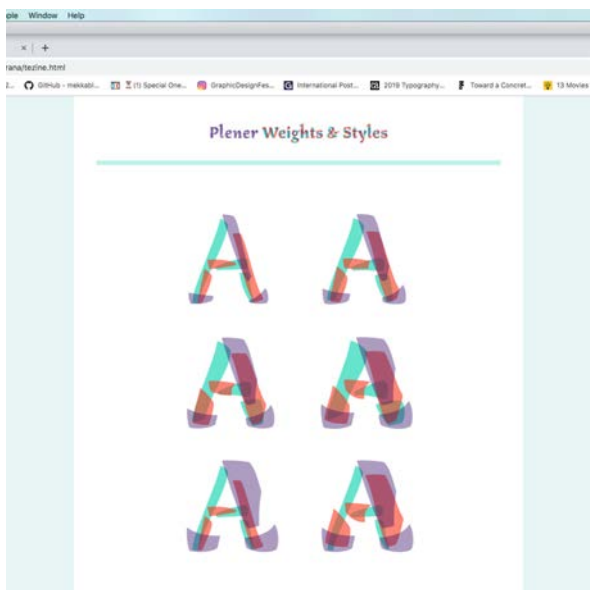 ople Window Help
× +
rana/tezine.html
GitHub - mekkabl... (1) Special One... GraphicDesignFes... International Post... 2019 Typography... Toward a Concret... 13 Movies
Plener Weights & Styles
A A
A A
A A